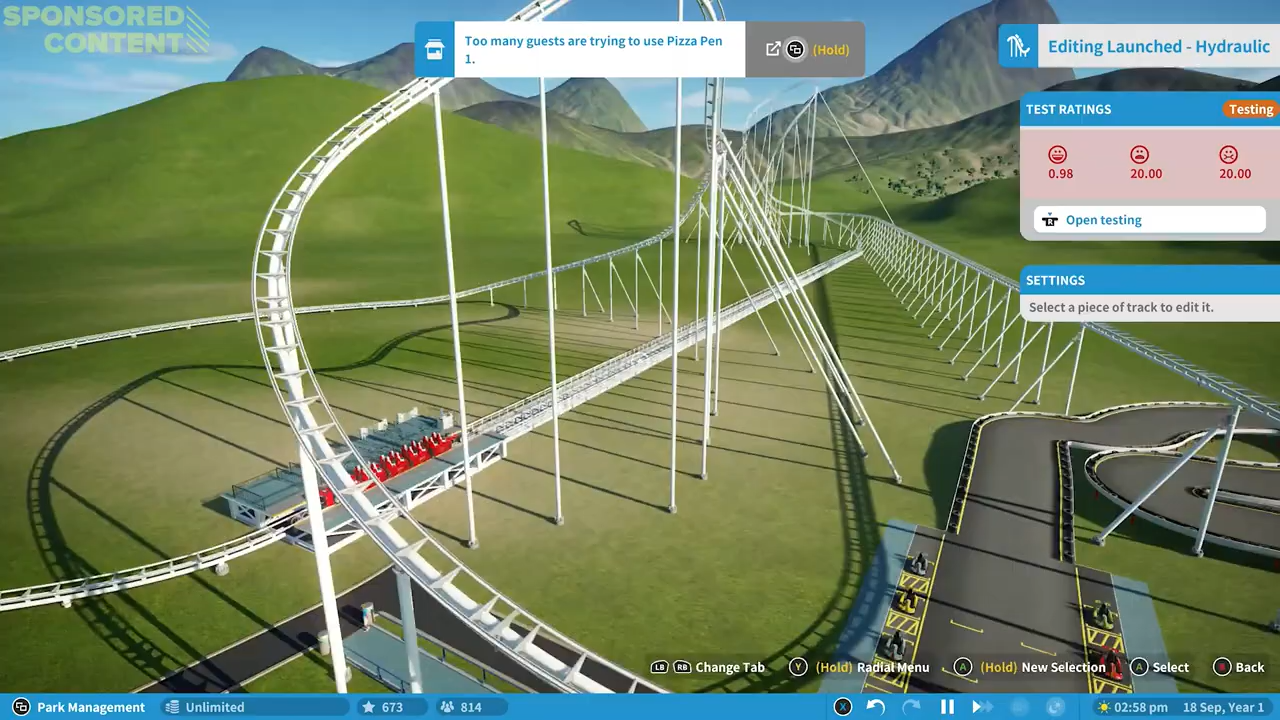 SPONSORED
CONTENT
Too many guests are trying to use Pizza Pen
1.
(Hold)
Editing Launched - Hydraulic
TEST RATINGS
Testing
0.98
20.00
20.00
Open testing
SETTINGS
Select a piece of track to edit it.
LB RB Change Tab
Y (Hold) Radial Menu
A (Hold) New Selection
A Select
B Back
Park Management
Unlimited
673
814
X
02:58 pm
18 Sep, Year 1